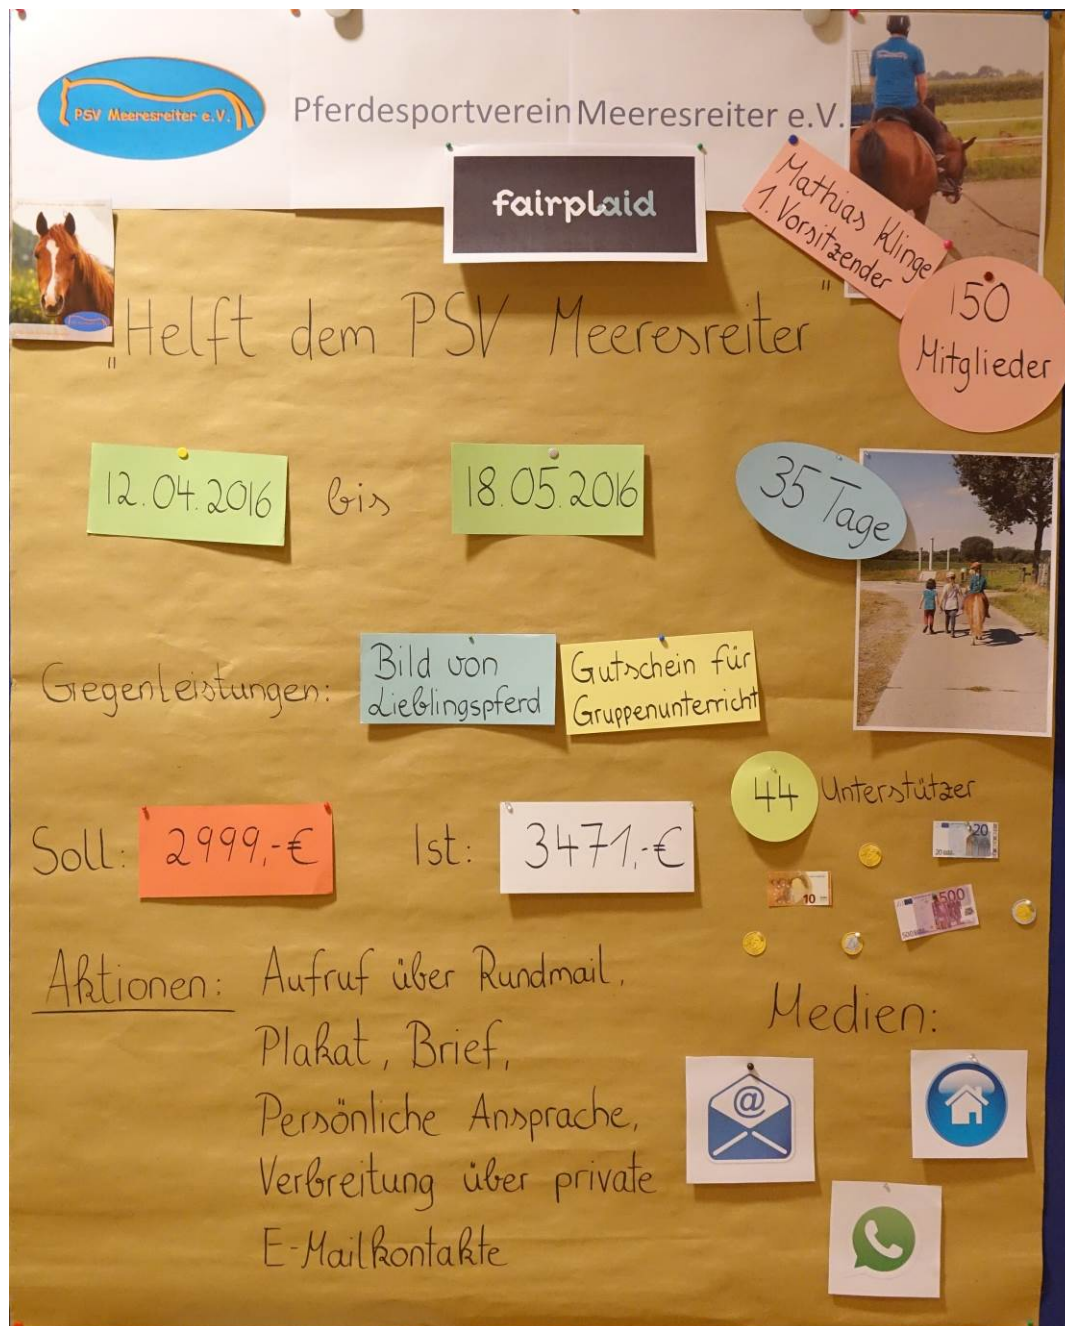 PSV Meeresreiter e.V.
Pferdesportverein Meeresreiter e.V.
fairplaid
Mathias Klinge
1. Vorsitzender
150
Mitglieder
„Helft dem PSV Meeresreiter"
12.04.2016 bis 18.05.2016
35 Tage
Gegenleistungen:
Bild von
Lieblingspferd
Gutschein für
Gruppenunterricht
44 Unterstützer
Soll: 2999,-€ Ist: 3471,-€
20
10
500
Aktionen: Aufruf über Rundmail,
Plakat, Brief,
Persönliche Ansprache,
Verbreitung über private
E-Mailkontakte
Medien:
@